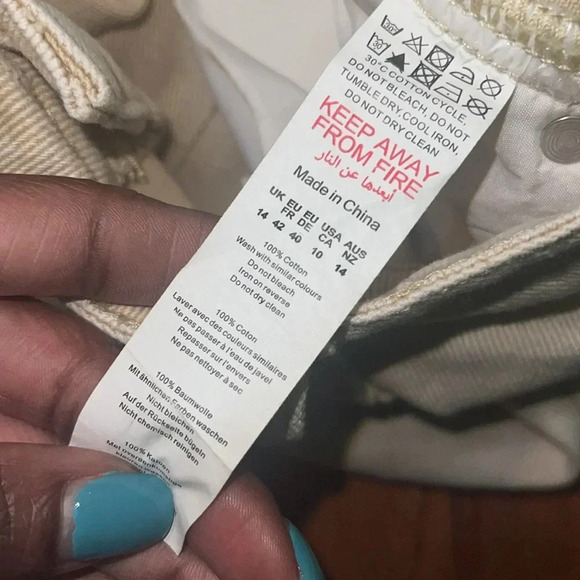 30°C COTTON CYCLE,
DO NOT BLEACH, DO NOT
TUMBLE DRY, COOL IRON,
DO NOT DRY CLEAN
KEEP AWAY
FROM FIRE
أبعدها عن النار
Made in China
UK EU EU USA AUS
FR DE CA NZ
14 42 40 10 14
100% Cotton
Wash with similar colours
Do not bleach
Iron on reverse
Do not dry clean
100% Coton
Laver avec des couleurs similaires
Ne pas passer à l'eau de javel
Repasser sur l'envers
Ne pas nettoyer à sec
100% Baumwolle
Mit ähnlichen Farben waschen
Nicht bleichen
Auf der Rückseite bügeln
Nicht chemisch reinigen
100% Katoen
Met